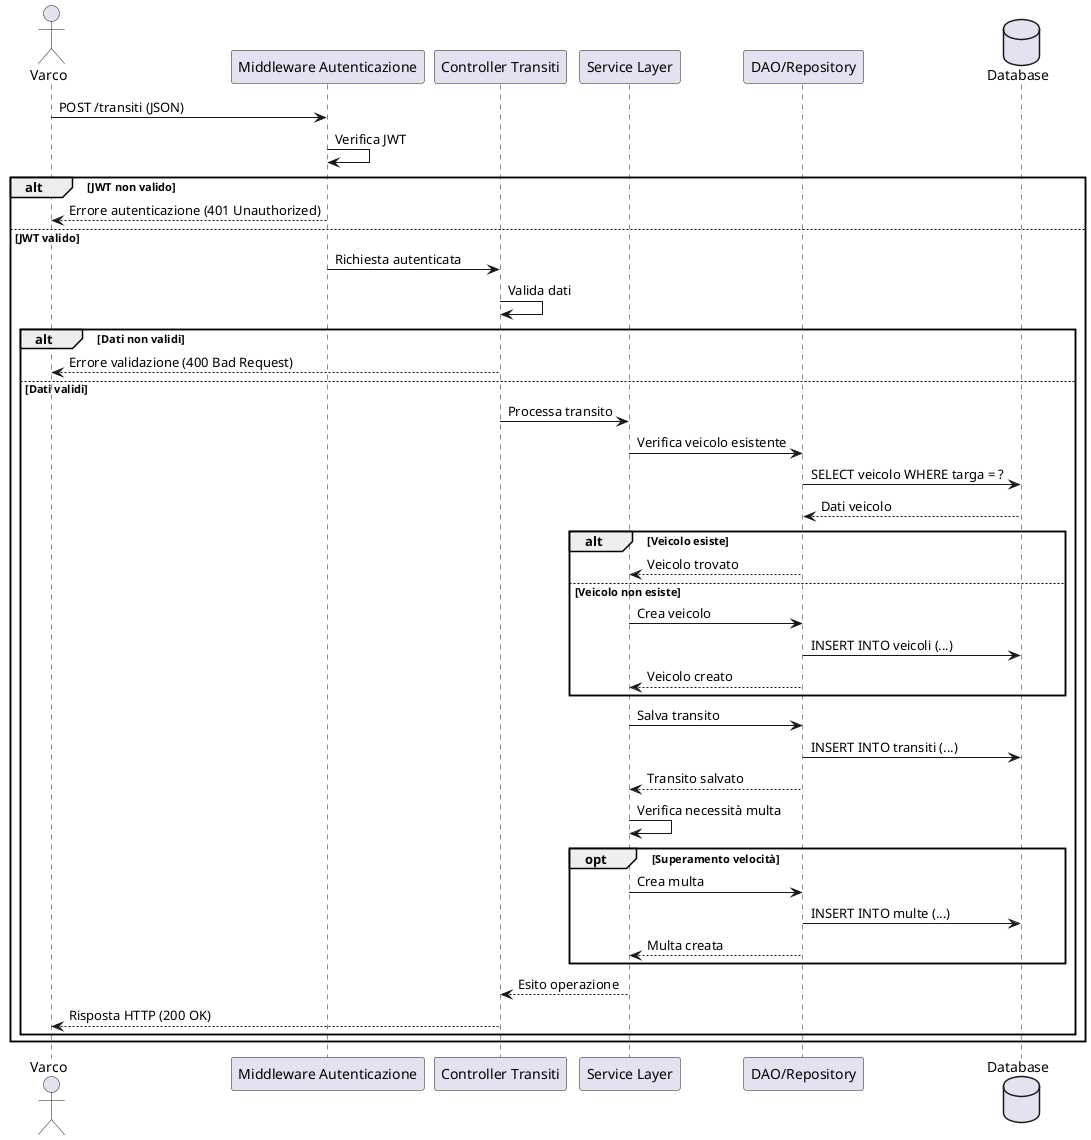 Varco
Middleware Autenticazione
Controller Transiti
Service Layer
DAO/Repository
Database
POST /transiti (JSON)
Verifica JWT
alt [JWT non valido]
Errore autenticazione (401 Unauthorized)
[JWT valido]
Richiesta autenticata
Valida dati
alt [Dati non validi]
Errore validazione (400 Bad Request)
[Dati validi]
Processa transito
Verifica veicolo esistente
SELECT veicolo WHERE targa = ?
Dati veicolo
alt [Veicolo esiste]
Veicolo trovato
[Veicolo non esiste]
Crea veicolo
INSERT INTO veicoli (...)
Veicolo creato
Salva transito
INSERT INTO transiti (...)
Transito salvato
Verifica necessità multa
opt [Superamento velocità]
Crea multa
INSERT INTO multe (...)
Multa creata
Esito operazione
Risposta HTTP (200 OK)
Varco
Middleware Autenticazione
Controller Transiti
Service Layer
DAO/Repository
Database